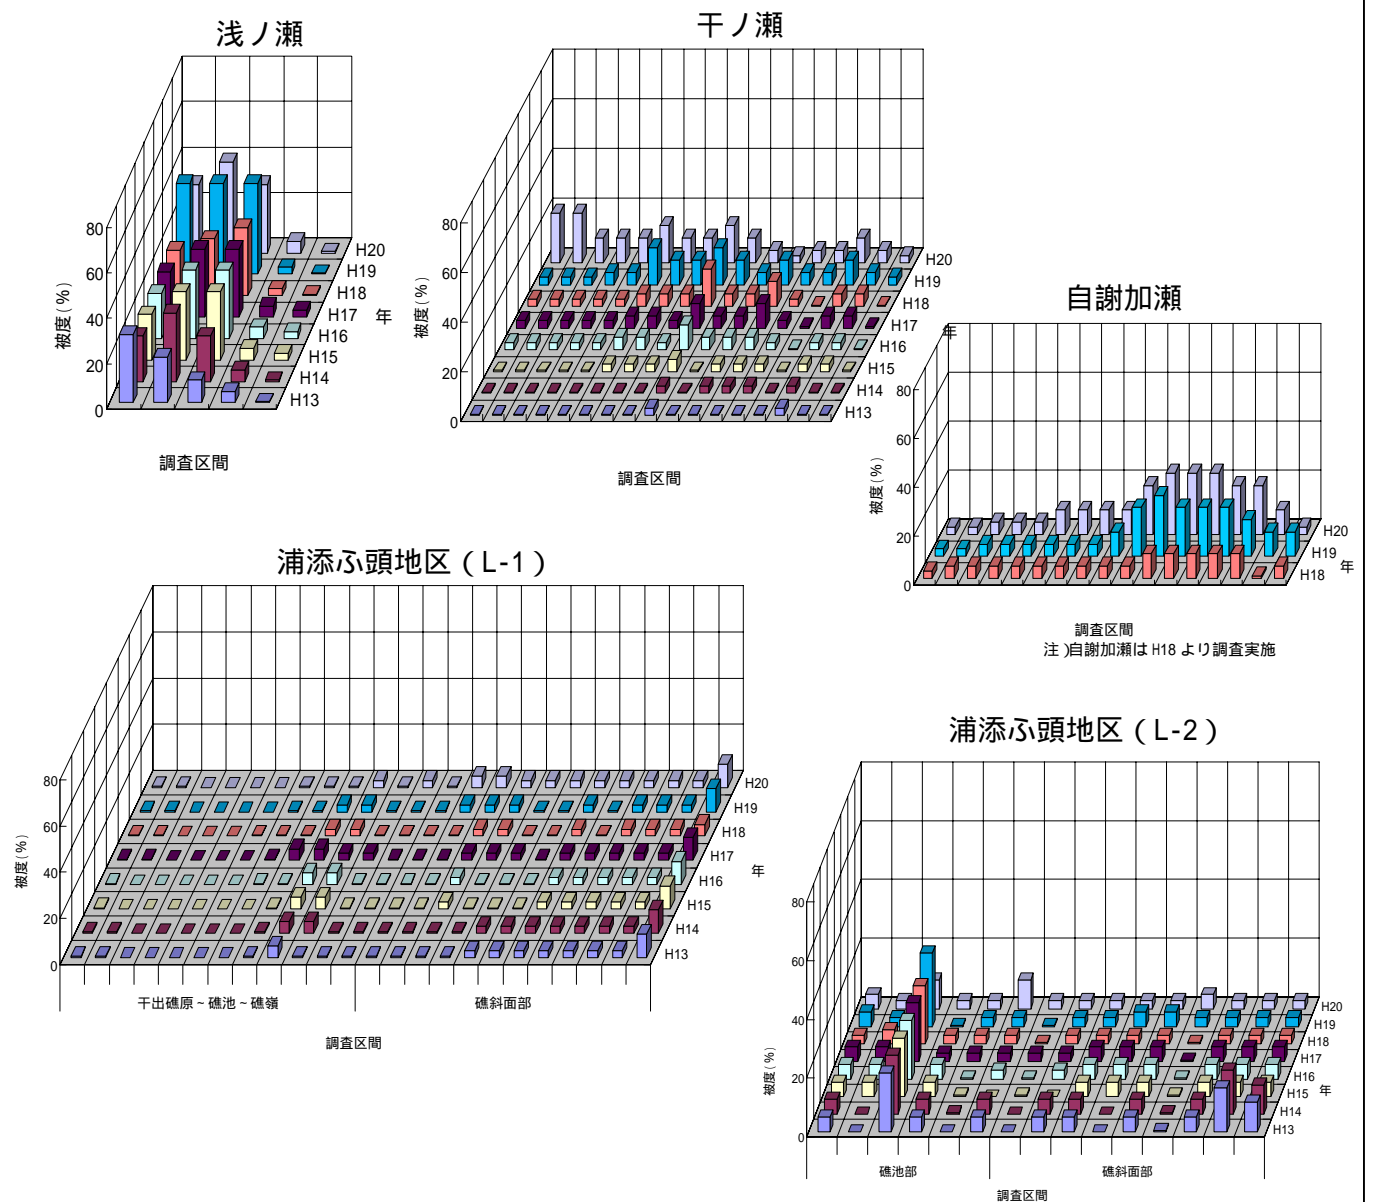 浅ノ瀬
80
60
40
20
0
被度(%)
H20
H19
H18
H17
H16
H15
H14
H13
年
調査区間
干ノ瀬
80
60
40
20
0
被度(%)
H20
H19
H18
H17
H16
H15
H14
H13
年
調査区間
自謝加瀬
80
60
40
20
0
被度(%)
H20
H19
H18
年
調査区間
注)自謝加瀬は H18 より調査実施
浦添ふ頭地区(L-1)
80
60
40
20
0
被度(%)
H20
H19
H18
H17
H16
H15
H14
H13
年
干出礁原~礁池~礁嶺
礁斜面部
調査区間
浦添ふ頭地区(L-2)
80
60
40
20
0
被度(%)
H20
H19
H18
H17
H16
H15
H14
H13
年
礁池部
礁斜面部
調査区間